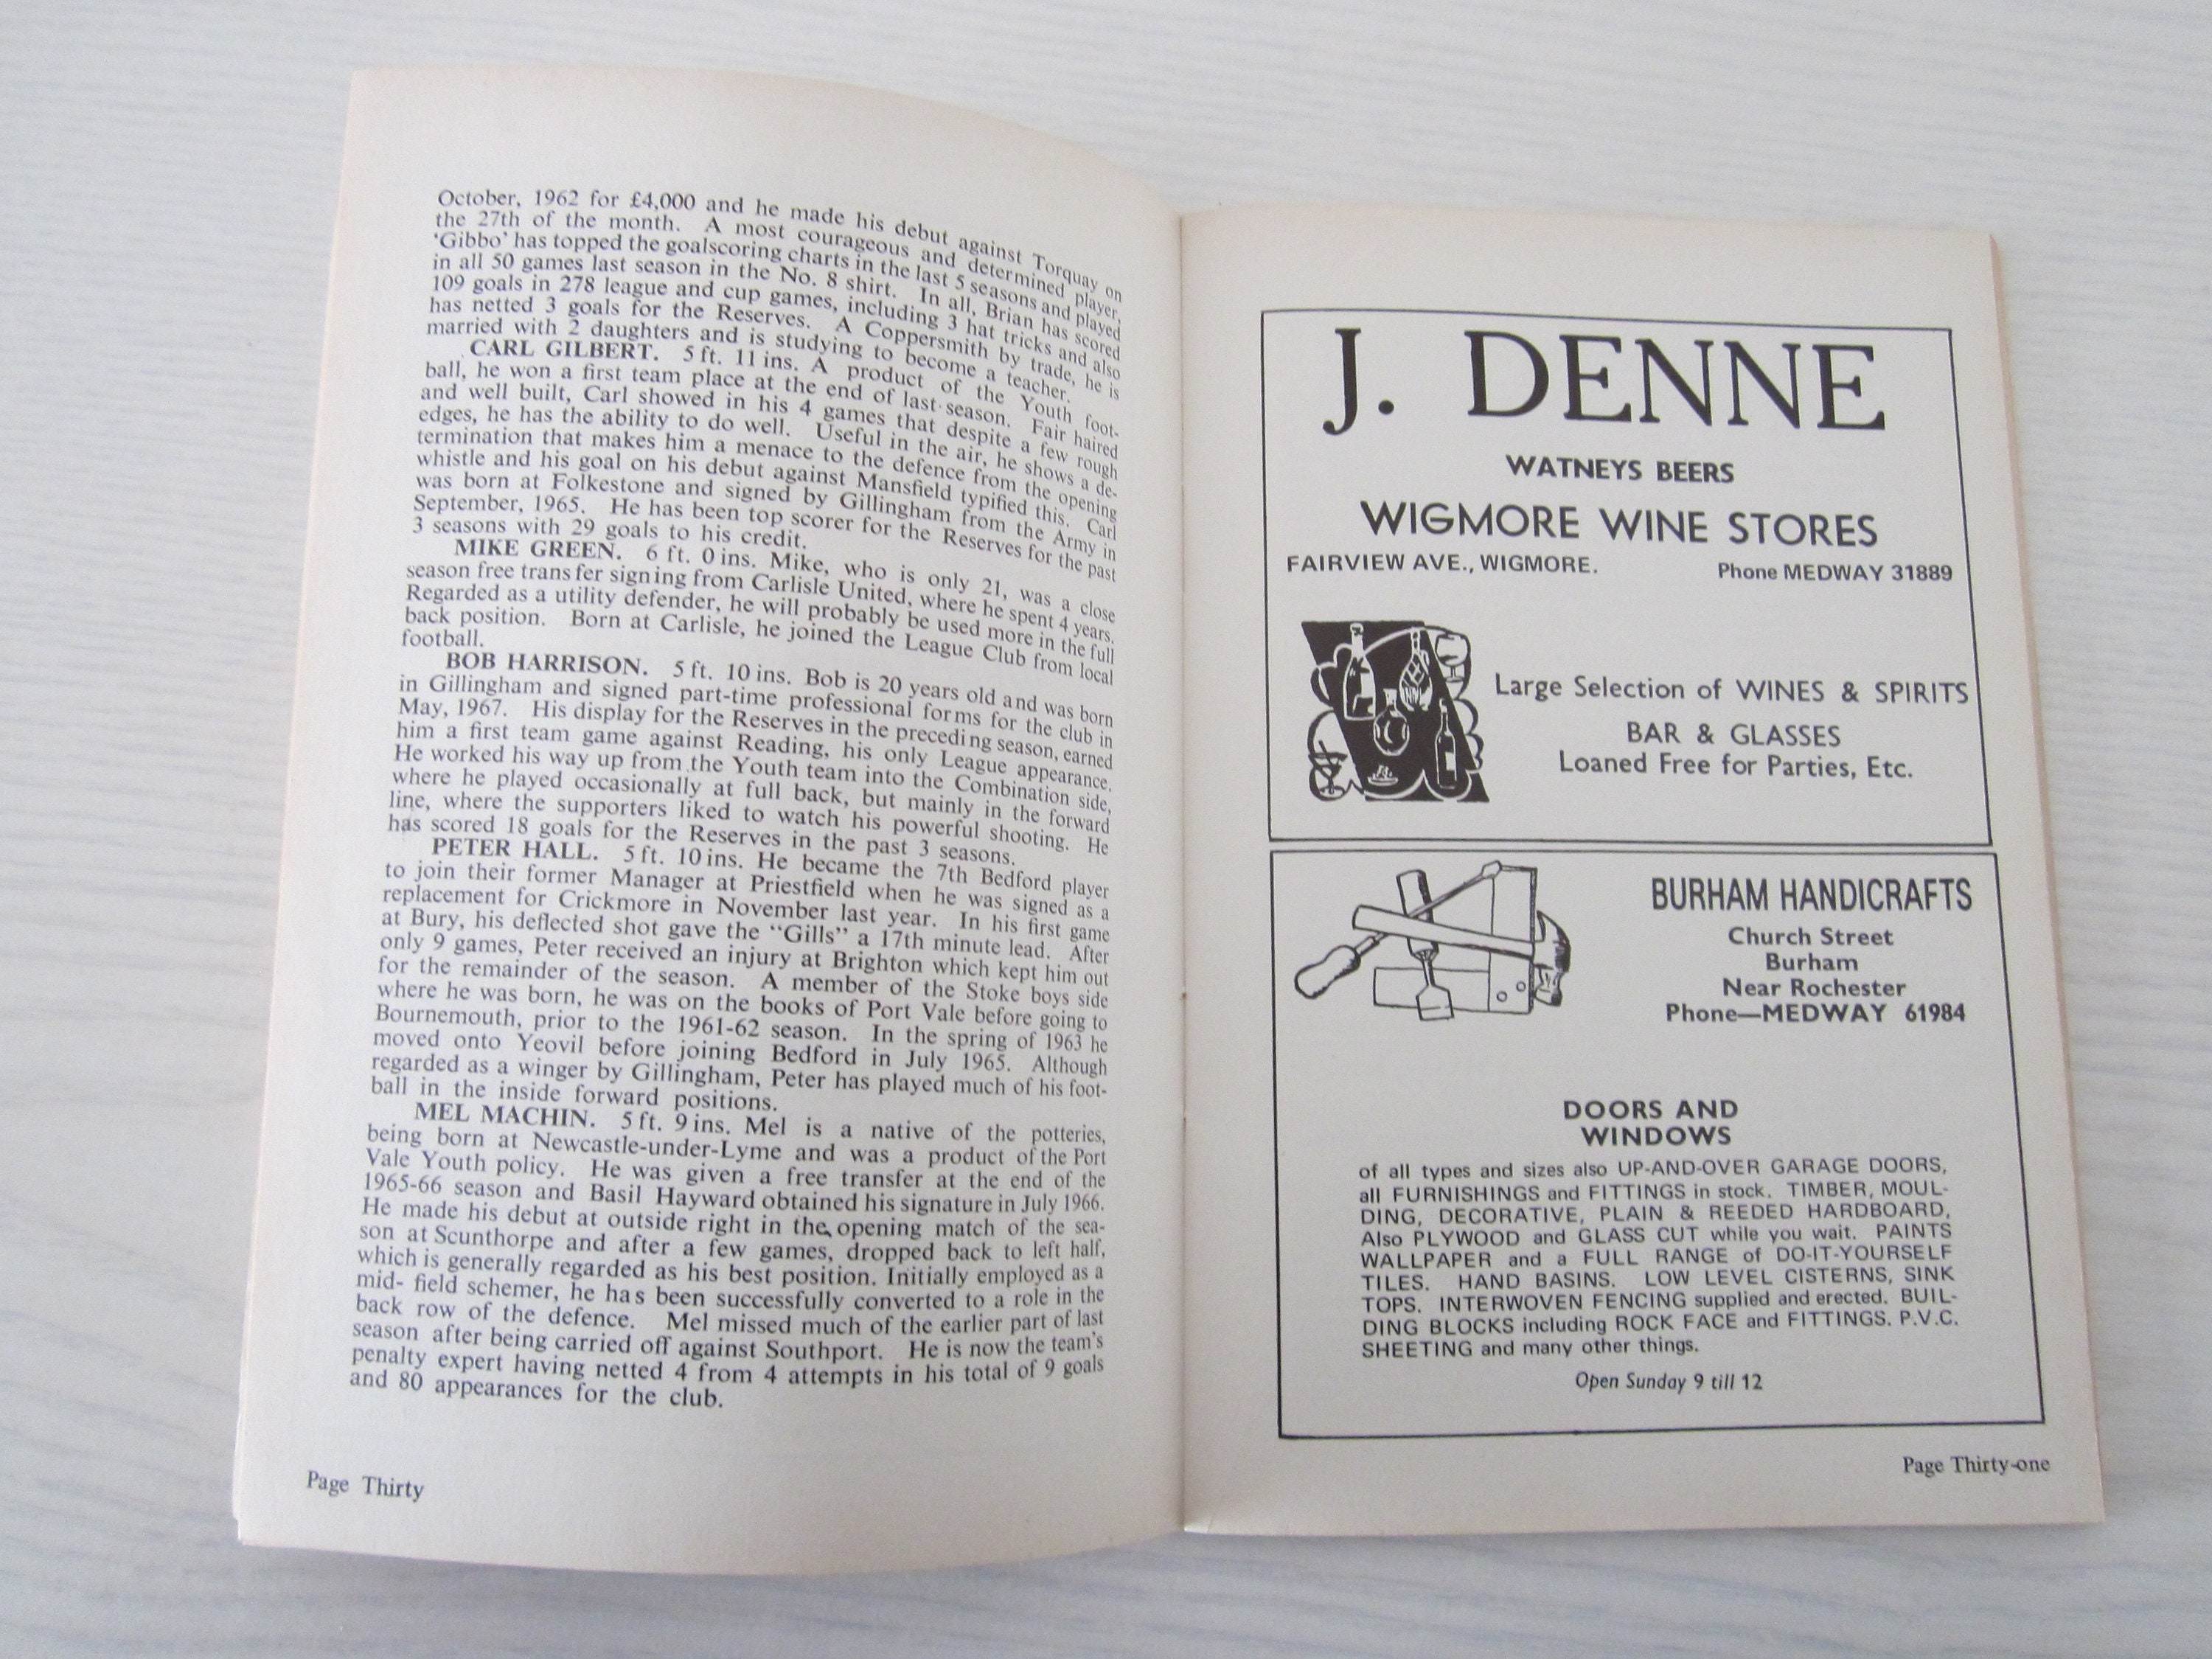 October, 1962 for £4,000 and he made his debut against Torquay on
the 27th of the month. A most courageous and determined player,
'Gibbo' has topped the goalscoring charts in the last 5 seasons and played
in all 50 games last season in the No. 8 shirt. In all, Brian has scored
109 goals in 278 league and cup games, including 3 hat tricks and also
has netted 3 goals for the Reserves. A Coppersmith by trade, he is
married with 2 daughters and is studying to become a teacher.
CARL GILBERT. 5 ft. 11 ins. A product of the Youth foot-
ball, he won a first team place at the end of last season. Fair haired
and well built, Carl showed in his 4 games that despite a few rough
edges, he has the ability to do well. Useful in the air, he shows a de-
termination that makes him a menace to the defence from the opening
whistle and his goal on his debut against Mansfield typified this. Carl
was born at Folkestone and signed by Gillingham from the Army in
September, 1965. He has been top scorer for the Reserves for the past
3 seasons with 29 goals to his credit.
MIKE GREEN. 6 ft. 0 ins. Mike, who is only 21, was a close
season free transfer signing from Carlisle United, where he spent 4 years.
Regarded as a utility defender, he will probably be used more in the full
back position. Born at Carlisle, he joined the League Club from local
football.
BOB HARRISON. 5 ft. 10 ins. Bob is 20 years old and was born
in Gillingham and signed part-time professional forms for the club in
May, 1967. His display for the Reserves in the preceding season, earned
him a first team game against Reading, his only League appearance.
He worked his way up from the Youth team into the Combination side,
where he played occasionally at full back, but mainly in the forward
line, where the supporters liked to watch his powerful shooting. He
has scored 18 goals for the Reserves in the past 3 seasons.
PETER HALL. 5 ft. 10 ins. He became the 7th Bedford player
to join their former Manager at Priestfield when he was signed as a
replacement for Crickmore in November last year. In his first game
at Bury, his deflected shot gave the "Gills" a 17th minute lead. After
only 9 games, Peter received an injury at Brighton which kept him out
for the remainder of the season. A member of the Stoke boys side
where he was born, he was on the books of Port Vale before going to
Bournemouth, prior to the 1961-62 season. In the spring of 1963 he
moved onto Yeovil before joining Bedford in July 1965. Although
regarded as a winger by Gillingham, Peter has played much of his foot-
ball in the inside forward positions.
MEL MACHIN. 5 ft. 9 ins. Mel is a native of the potteries,
being born at Newcastle-under-Lyme and was a product of the Port
Vale Youth policy. He was given a free transfer at the end of the
1965-66 season and Basil Hayward obtained his signature in July 1966.
He made his debut at outside right in the opening match of the sea-
son at Scunthorpe and after a few games, dropped back to left half,
which is generally regarded as his best position. Initially employed as a
mid- field schemer, he has been successfully converted to a role in the
back row of the defence. Mel missed much of the earlier part of last
season after being carried off against Southport. He is now the team's
penalty expert having netted 4 from 4 attempts in his total of 9 goals
and 80 appearances for the club.
Page Thirty
J. DENNE
WATNEYS BEERS
WIGMORE WINE STORES
FAIRVIEW AVE., WIGMORE. Phone MEDWAY 31889
Large Selection of WINES & SPIRITS
BAR & GLASSES
Loaned Free for Parties, Etc.
BURHAM HANDICRAFTS
Church Street
Burham
Near Rochester
Phone—MEDWAY 61984
DOORS AND
WINDOWS
of all types and sizes also UP-AND-OVER GARAGE DOORS,
all FURNISHINGS and FITTINGS in stock. TIMBER, MOUL-
DING, DECORATIVE, PLAIN & REEDED HARDBOARD,
Also PLYWOOD and GLASS CUT while you wait. PAINTS
WALLPAPER and a FULL RANGE of DO-IT-YOURSELF
TILES. HAND BASINS. LOW LEVEL CISTERNS, SINK
TOPS. INTERWOVEN FENCING supplied and erected. BUIL-
DING BLOCKS including ROCK FACE and FITTINGS. P.V.C.
SHEETING and many other things.
Open Sunday 9 till 12
Page Thirty-one